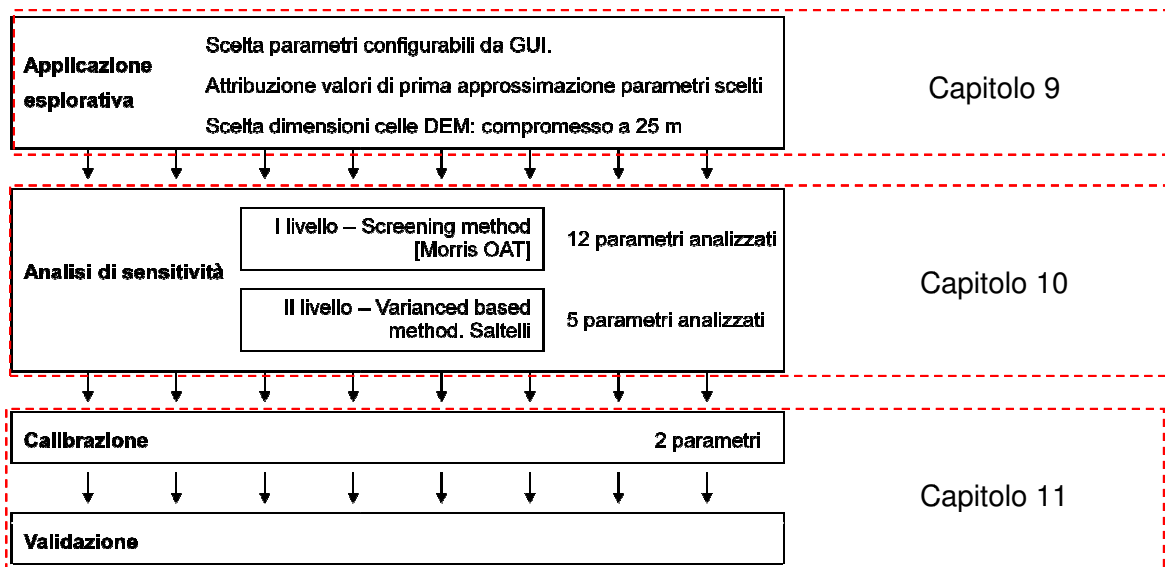 Applicazione
esplorativa
Scelta parametri configurabili da GUI.
Attribuzione valori di prima approssimazione parametri scelti
Scelta dimensioni celle DEM: compromesso a 25 m
Capitolo 9
Analisi di sensitività
I livello – Screening method
[Morris OAT]
12 parametri analizzati
II livello – Varianced based
method. Saltelli
5 parametri analizzati
Capitolo 10
Calibrazione
2 parametri
Validazione
Capitolo 11